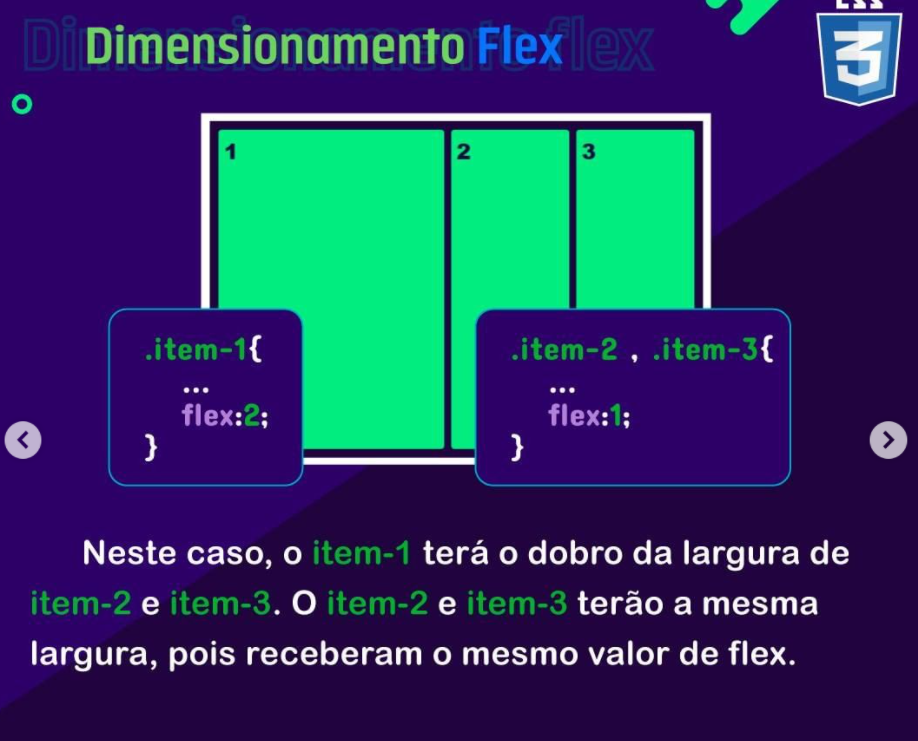 Dimensionamento Flex
CSS
3
1
2
3
.item-1{
...
flex:2;
}
.item-2 , .item-3{
...
flex:1;
}
Neste caso, o item-1 terá o dobro da largura de
item-2 e item-3. O item-2 e item-3 terão a mesma
largura, pois receberam o mesmo valor de flex.